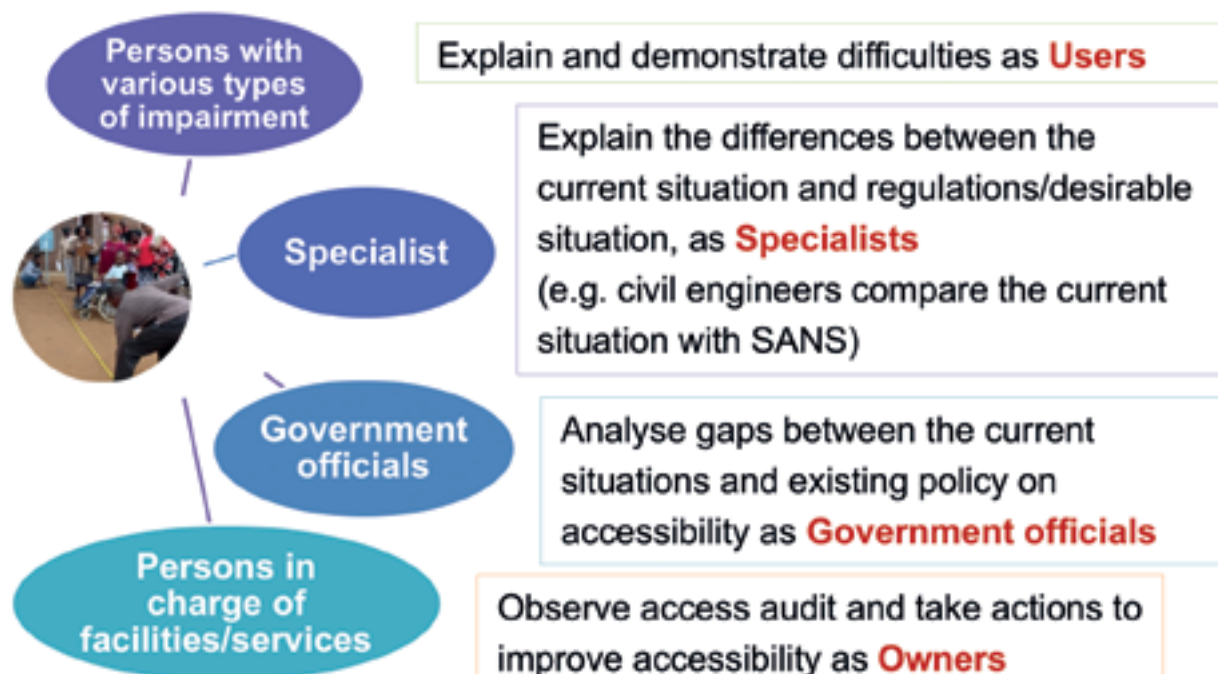 Persons with
various types
of impairment
Explain and demonstrate difficulties as Users
Specialist
Explain the differences between the
current situation and regulations/desirable
situation, as Specialists
(e.g. civil engineers compare the current
situation with SANS)
Government
officials
Analyse gaps between the current
situations and existing policy on
accessibility as Government officials
Persons in
charge of
facilities/services
Observe access audit and take actions to
improve accessibility as Owners